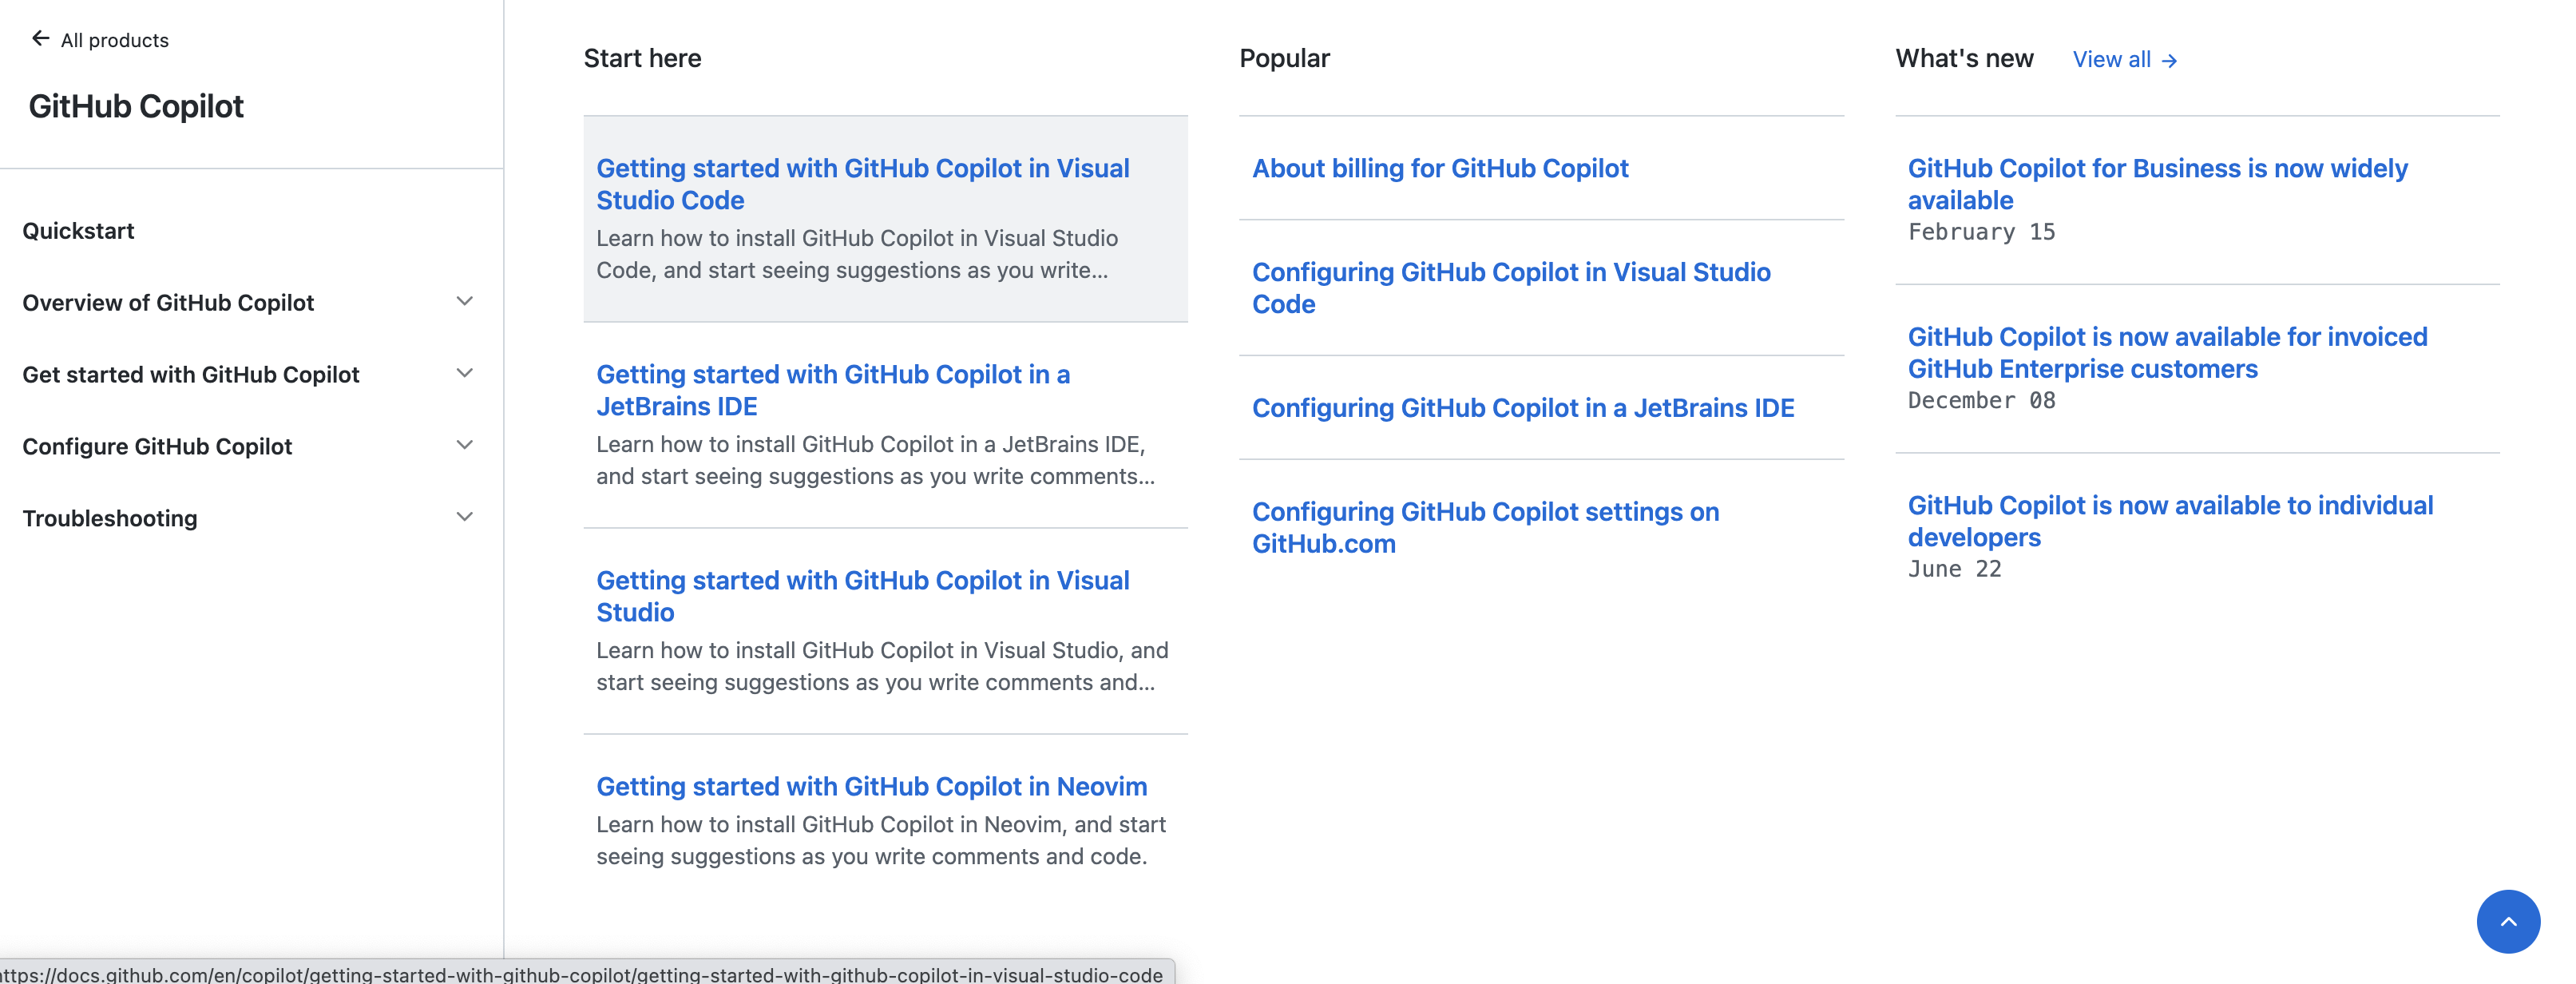 All products
GitHub Copilot
Quickstart
Overview of GitHub Copilot
Get started with GitHub Copilot
Configure GitHub Copilot
Troubleshooting
Start here
Getting started with GitHub Copilot in Visual
Studio Code
Learn how to install GitHub Copilot in Visual Studio
Code, and start seeing suggestions as you write...
Getting started with GitHub Copilot in a
JetBrains IDE
Learn how to install GitHub Copilot in a JetBrains IDE,
and start seeing suggestions as you write comments...
Getting started with GitHub Copilot in Visual
Studio
Learn how to install GitHub Copilot in Visual Studio, and
start seeing suggestions as you write comments and...
Getting started with GitHub Copilot in Neovim
Learn how to install GitHub Copilot in Neovim, and start
seeing suggestions as you write comments and code.
Popular
About billing for GitHub Copilot
Configuring GitHub Copilot in Visual Studio
Code
Configuring GitHub Copilot in a JetBrains IDE
Configuring GitHub Copilot settings on
GitHub.com
What's new View all →
GitHub Copilot for Business is now widely
available
February 15
GitHub Copilot is now available for invoiced
GitHub Enterprise customers
December 08
GitHub Copilot is now available to individual
developers
June 22
https://docs.github.com/en/copilot/getting-started-with-github-copilot/getting-started-with-github-copilot-in-visual-studio-code